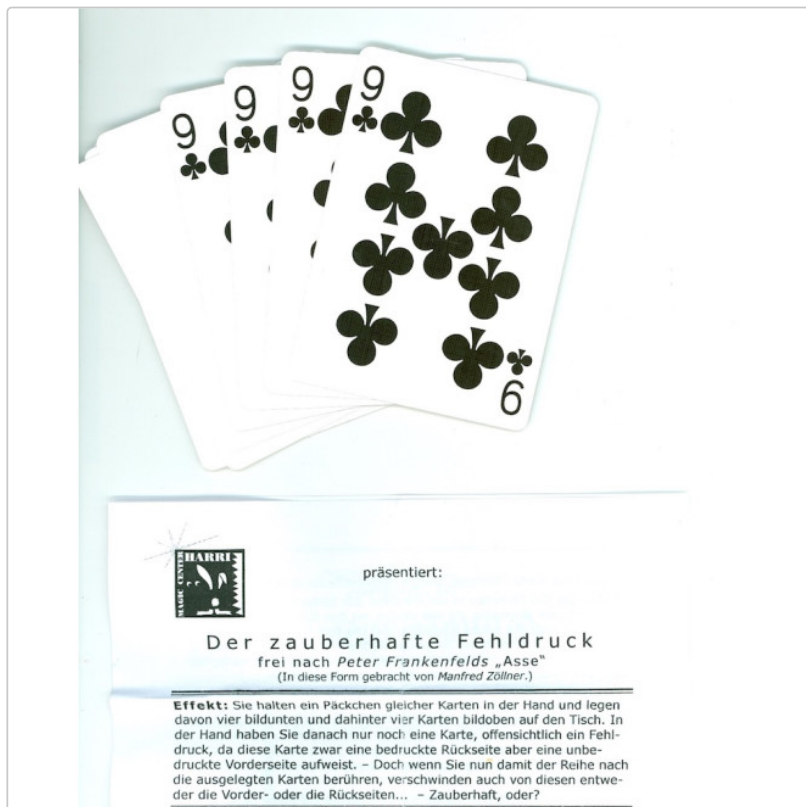 9 9 9 9
6
HARRI
MAGIC CENTER
präsentiert:
Der zauberhafte Fehldruck
frei nach Peter Frankenfelds „Asse“
(In diese Form gebracht von Manfred Zöllner.)
Effekt: Sie halten ein Päckchen gleicher Karten in der Hand und legen
davon vier bildunten und dahinter vier Karten bildoben auf den Tisch. In
der Hand haben Sie danach nur noch eine Karte, offensichtlich ein Fehl-
druck, da diese Karte zwar eine bedruckte Rückseite aber eine unbe-
druckte Vorderseite aufweist. – Doch wenn Sie nun damit der Reihe nach
die ausgelegten Karten berühren, verschwinden auch von diesen entwe-
der die Vorder- oder die Rückseiten... – Zauberhaft, oder?